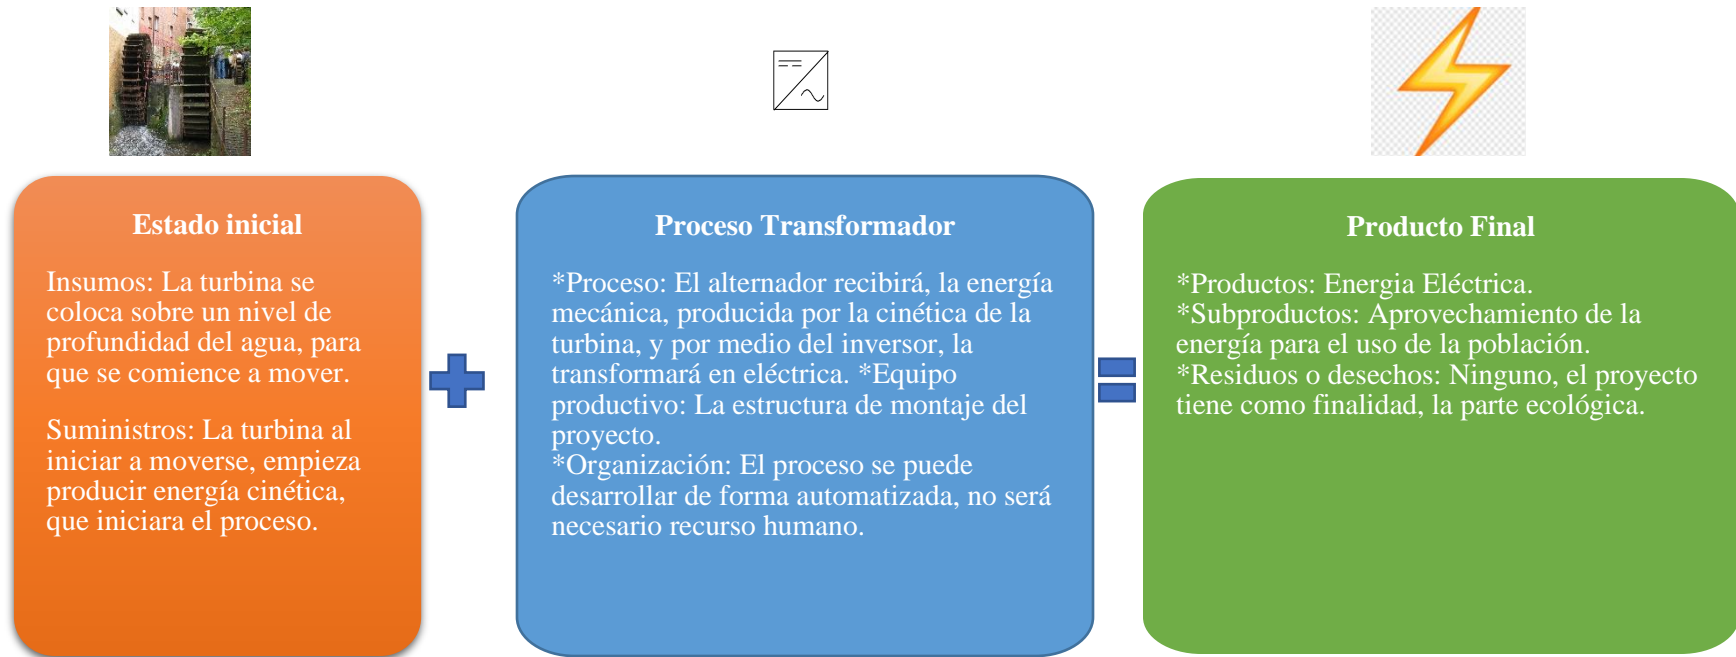 Estado inicial
Insumos: La turbina se
coloca sobre un nivel de
profundidad del agua, para
que se comience a mover.
Suministros: La turbina al
iniciar a moverse, empieza
producir energía cinética,
que iniciara el proceso.
Proceso Transformador
*Proceso: El alternador recibirá, la energía
mecánica, producida por la cinética de la
turbina, y por medio del inversor, la
transformará en eléctrica. *Equipo
productivo: La estructura de montaje del
proyecto.
*Organización: El proceso se puede
desarrollar de forma automatizada, no será
necesario recurso humano.
Producto Final
*Productos: Energia Eléctrica.
*Subproductos: Aprovechamiento de la
energía para el uso de la población.
*Residuos o desechos: Ninguno, el proyecto
tiene como finalidad, la parte ecológica.